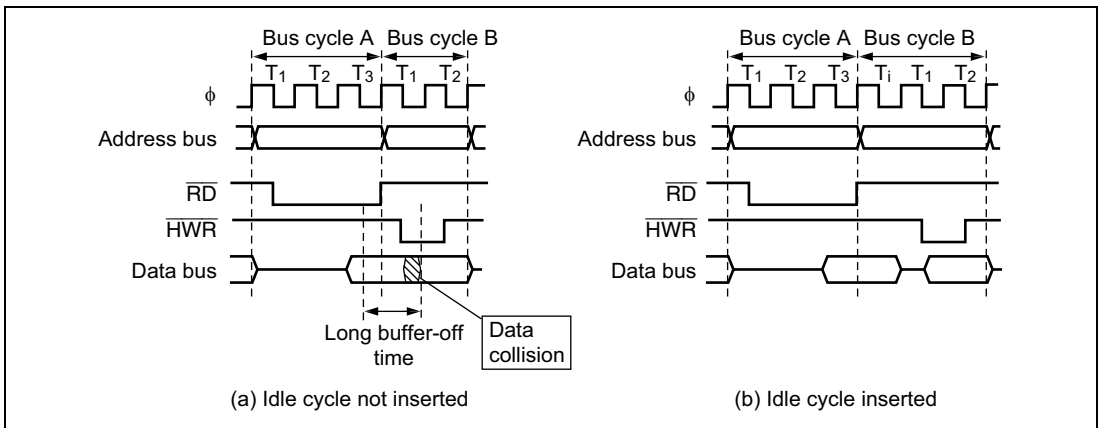 Bus cycle A Bus cycle B
T1 T2 T3 T1 T2
ϕ
Address bus
RD
HWR
Data bus
Long buffer-off
time
Data
collision
(a) Idle cycle not inserted
Bus cycle A Bus cycle B
T1 T2 T3 Ti T1 T2
ϕ
Address bus
RD
HWR
Data bus
(b) Idle cycle inserted